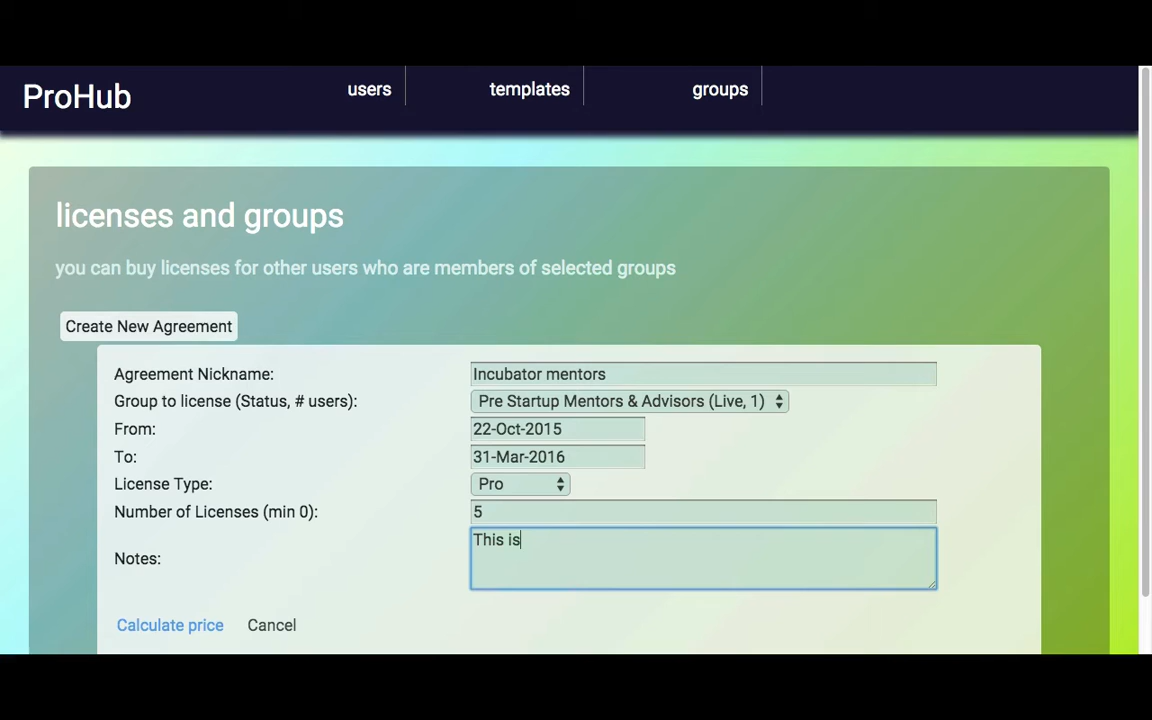 ProHub
users
templates
groups
licenses and groups
you can buy licenses for other users who are members of selected groups
Create New Agreement
Agreement Nickname: Incubator mentors
Group to license (Status, # users): Pre Startup Mentors & Advisors (Live, 1)
From: 22-Oct-2015
To: 31-Mar-2016
License Type: Pro
Number of Licenses (min 0): 5
Notes: This is
Calculate price Cancel